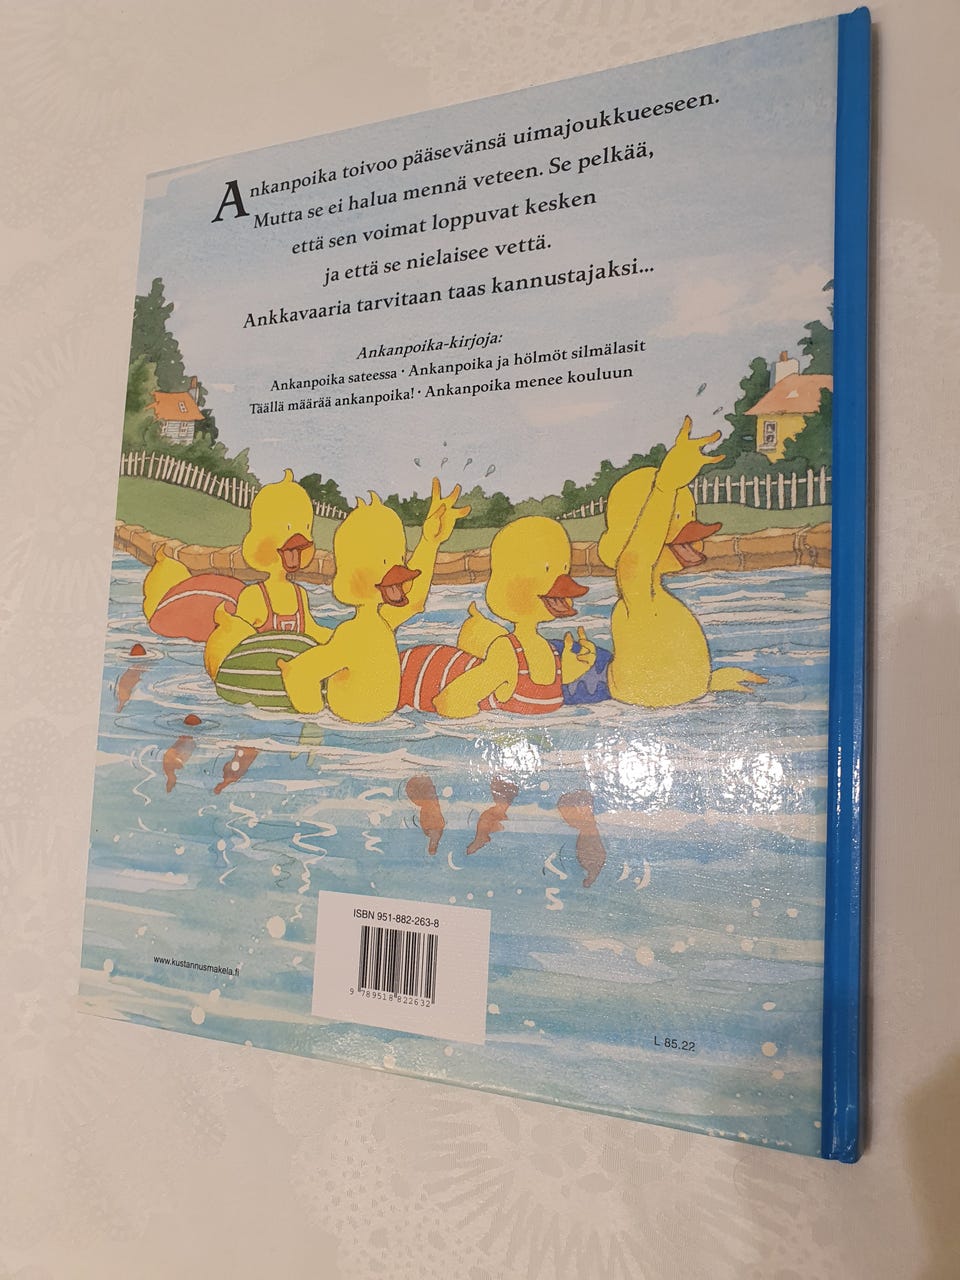 Ankanpoika toivoo pääsevänsä uimajoukkueeseen.
Mutta se ei halua mennä veteen. Se pelkää,
että sen voimat loppuvat kesken
ja että se nielaisee vettä.
Ankkavaaria tarvitaan taas kannustajaksi...
Ankanpoika-kirjoja:
Ankanpoika sateessa · Ankanpoika ja hölmöt silmälasit
Täällä määrää ankanpoika! · Ankanpoika menee kouluun
ISBN 951-882-263-8
9 789518 822632
www.kustannusmakela.fi
L 85.22